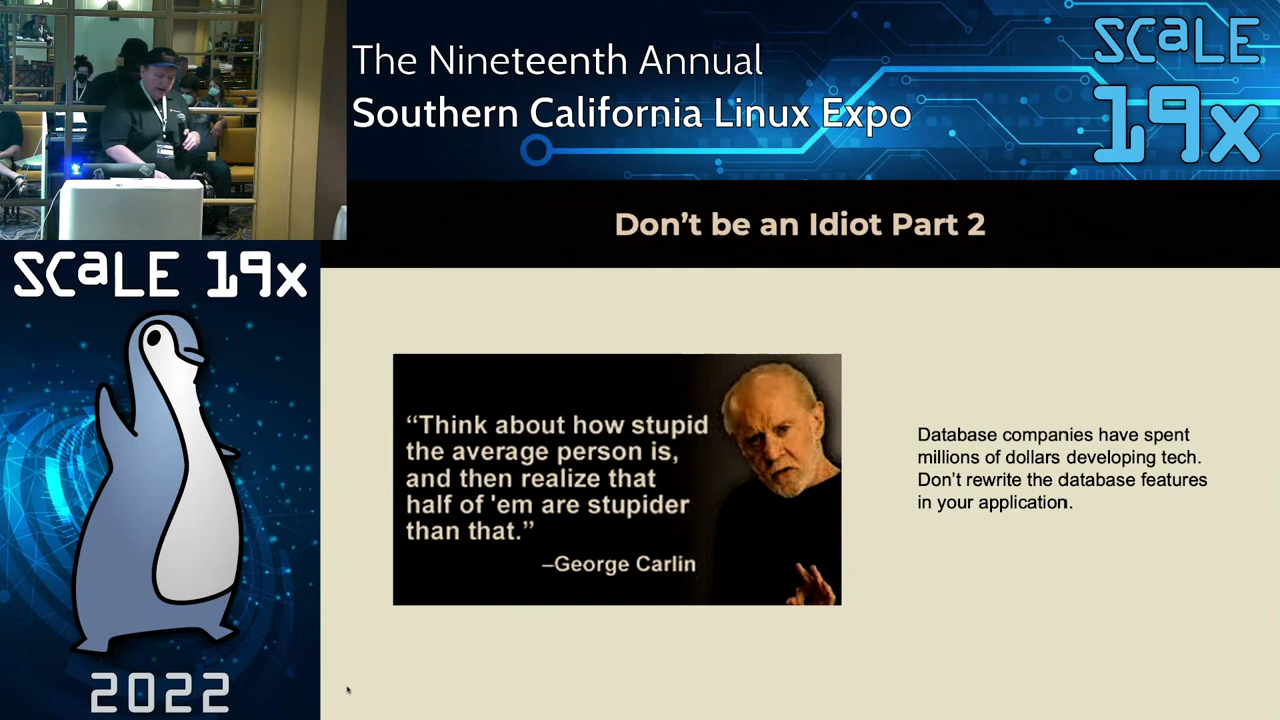 The Nineteenth Annual
Southern California Linux Expo
SCaLE
19x
Don’t be an Idiot Part 2
SCaLE 19x
“Think about how stupid
the average person is,
and then realize that
half of 'em are stupider
than that.”
–George Carlin
Database companies have spent
millions of dollars developing tech.
Don’t rewrite the database features
in your application.
2022